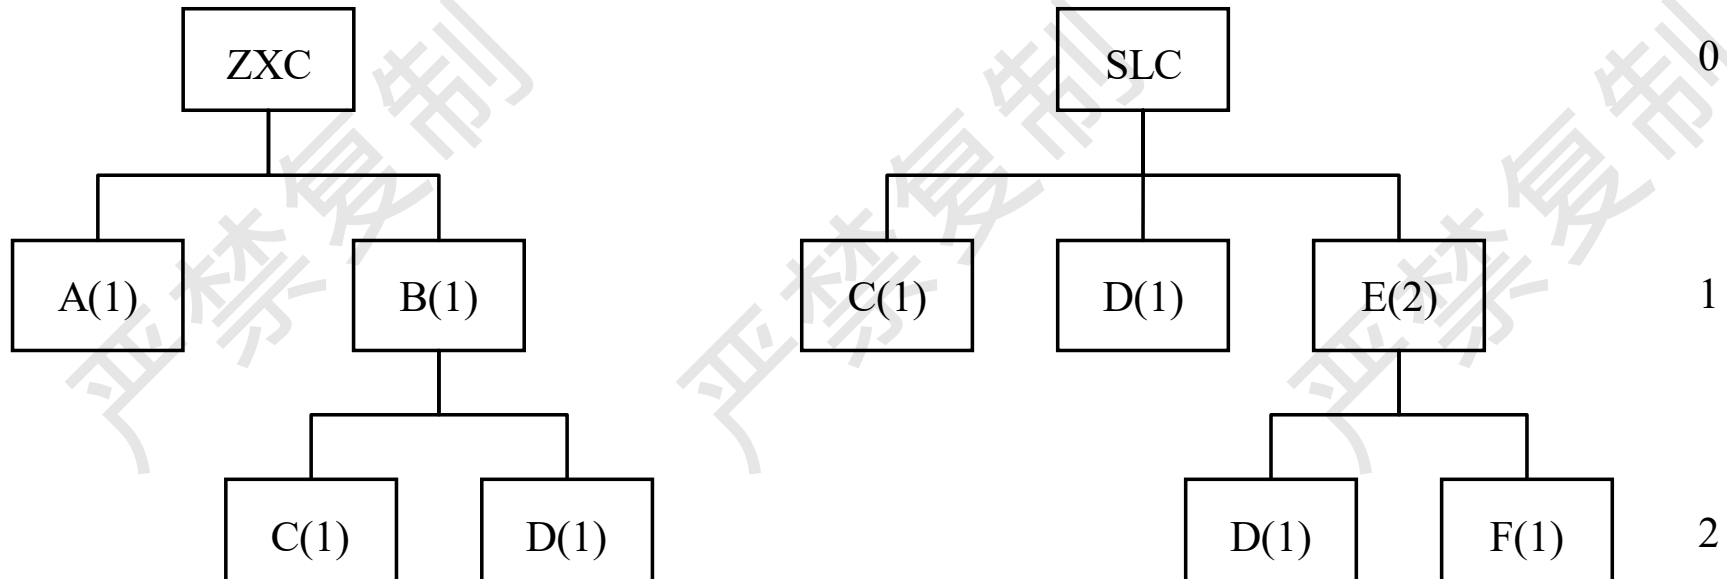 ZXC SLC 0
A(1) B(1) C(1) D(1) E(2) 1
C(1) D(1) D(1) F(1) 2
严禁复制 严禁复制 严禁复制